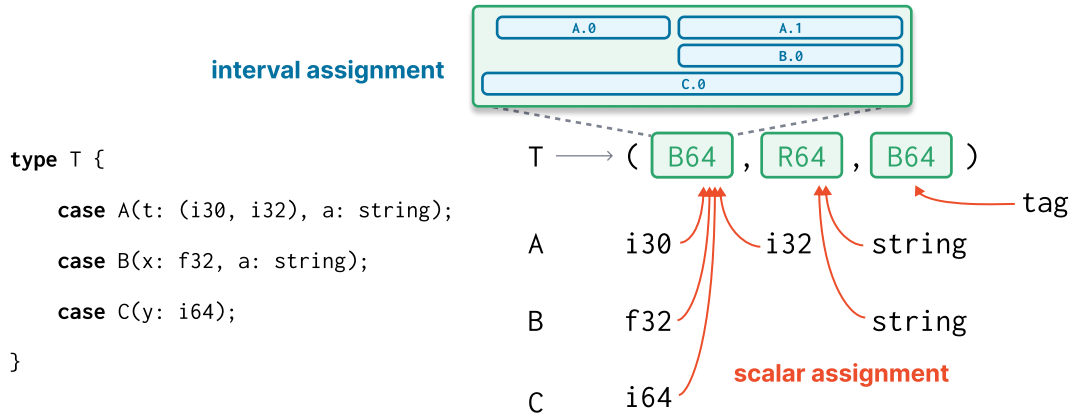 A.0 A.1
B.0
interval assignment
C.0
T ( B64 , R64 , B64 )
type T {
tag
case A(t: (i30, i32), a: string);
A i30 i32 string
case B(x: f32, a: string);
case C(y: i64);
B f32 string
}
scalar assignment
C i64